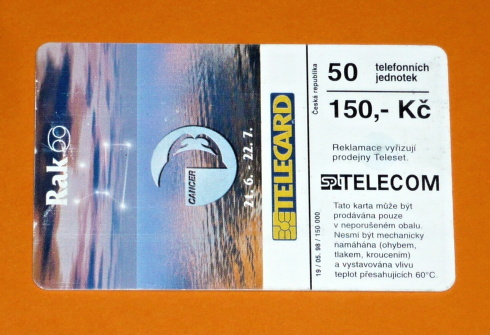 Rak
CANCER
21. 6. 22. 7.
TELECARD
Česká republika
50 telefonních
jednotek
150,- Kč
Reklamace vyřizují
prodejny Teleset.
SPT TELECOM
Tato karta může být
prodávána pouze
v neporušeném obalu.
Nesmí být mechanicky
namáhána (ohybem,
tlakem, kroucením)
a vystavována vlivu
teplot přesahujících 60°C.
19 / 05. 98 / 150 000